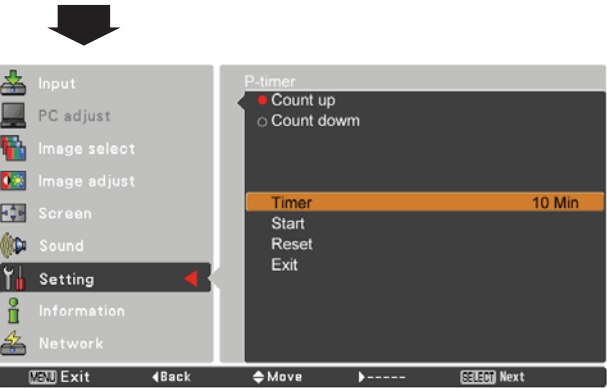 Input
PC adjust
Image select
Image adjust
Screen
Sound
Setting
Information
Network
P-timer
Count up
Count dowm
Timer 10 Min
Start
Reset
Exit
MENU Exit Back Move ----- SELECT Next